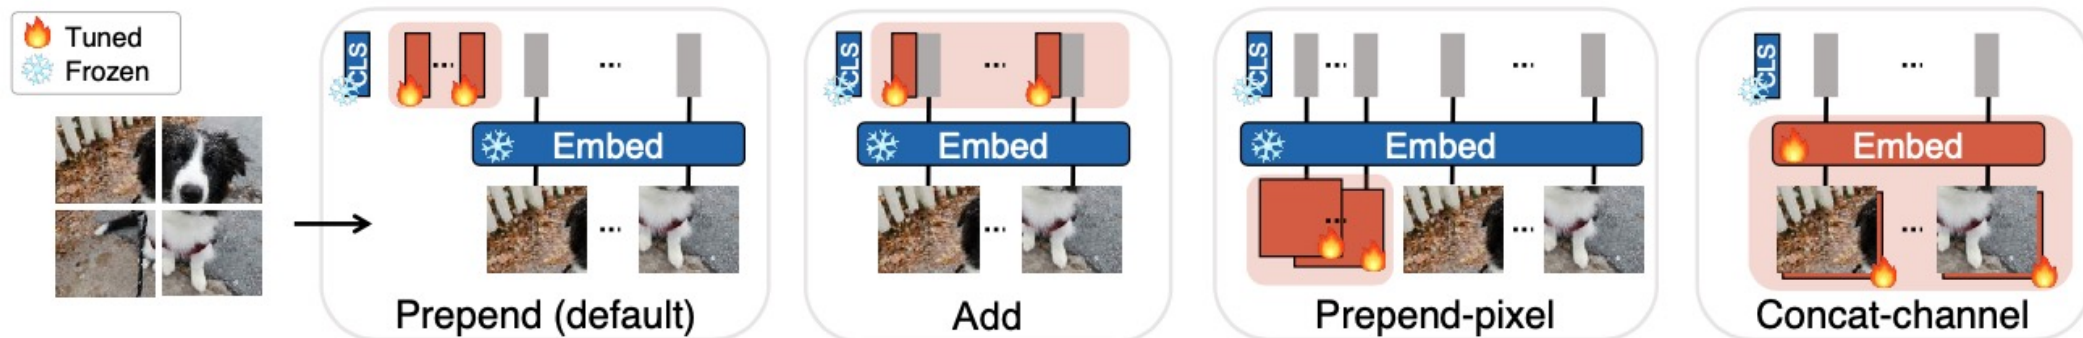 Tuned
Frozen
CLS
...
...
Embed
...
Prepend (default)
CLS
...
Embed
...
Add
CLS
...
...
Embed
...
...
Prepend-pixel
CLS
...
Embed
...
Concat-channel